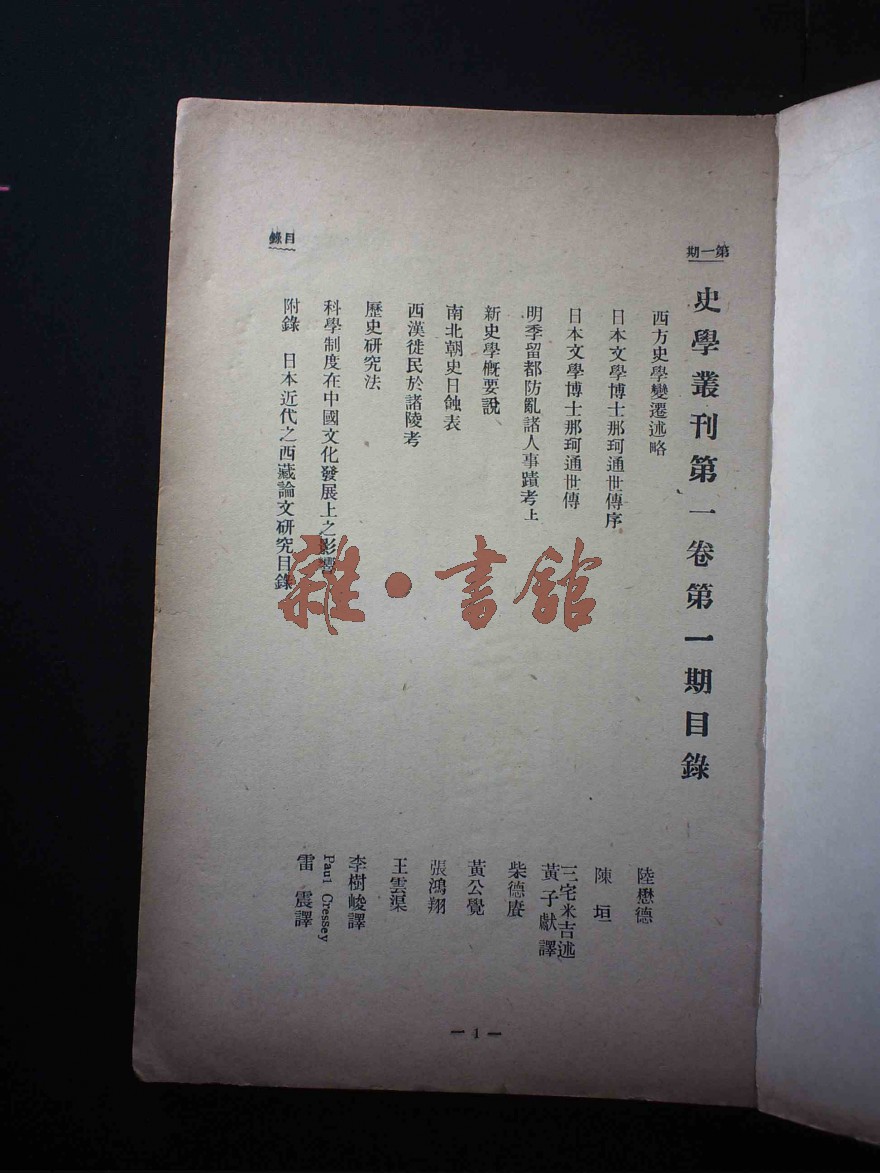 第一期
史學叢刊第一卷第一期目錄
西方史學變遷述略
陸懋德
日本文學博士那珂通世傳序
陳垣
日本文學博士那珂通世傳
三宅米吉述
黃子獻譯
明季留都防亂諸人事蹟考上
柴德賡
新史學概要說
黃公覺
南北朝史日蝕表
張鴻翔
西漢徙民於諸陵考
王雲渠
歷史研究法
李樹峻譯
科學制度在中國文化發展上之影響
Paul Cressey
雷震譯
附錄 日本近代之西藏論文研究目錄
目錄
— 1 —
雜·書館